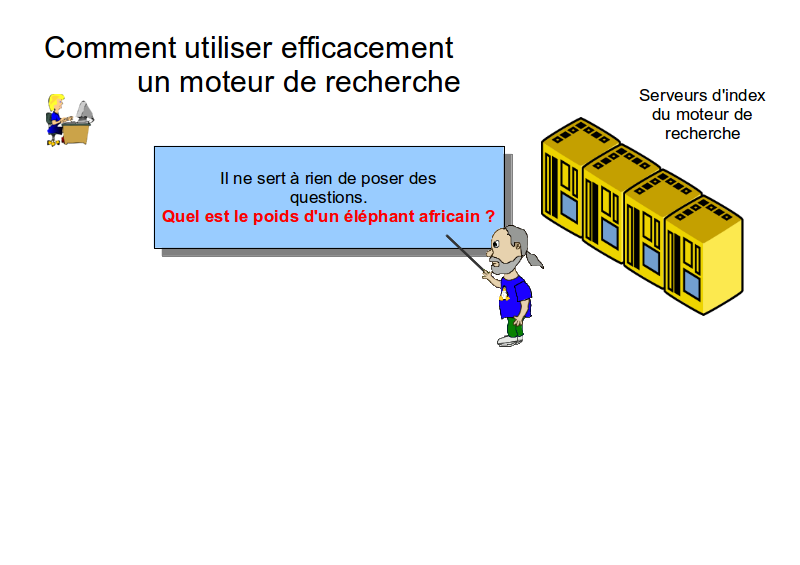 Comment utiliser efficacement
un moteur de recherche
Serveurs d'index
du moteur de
recherche
Il ne sert à rien de poser des
questions.
Quel est le poids d'un éléphant africain ?